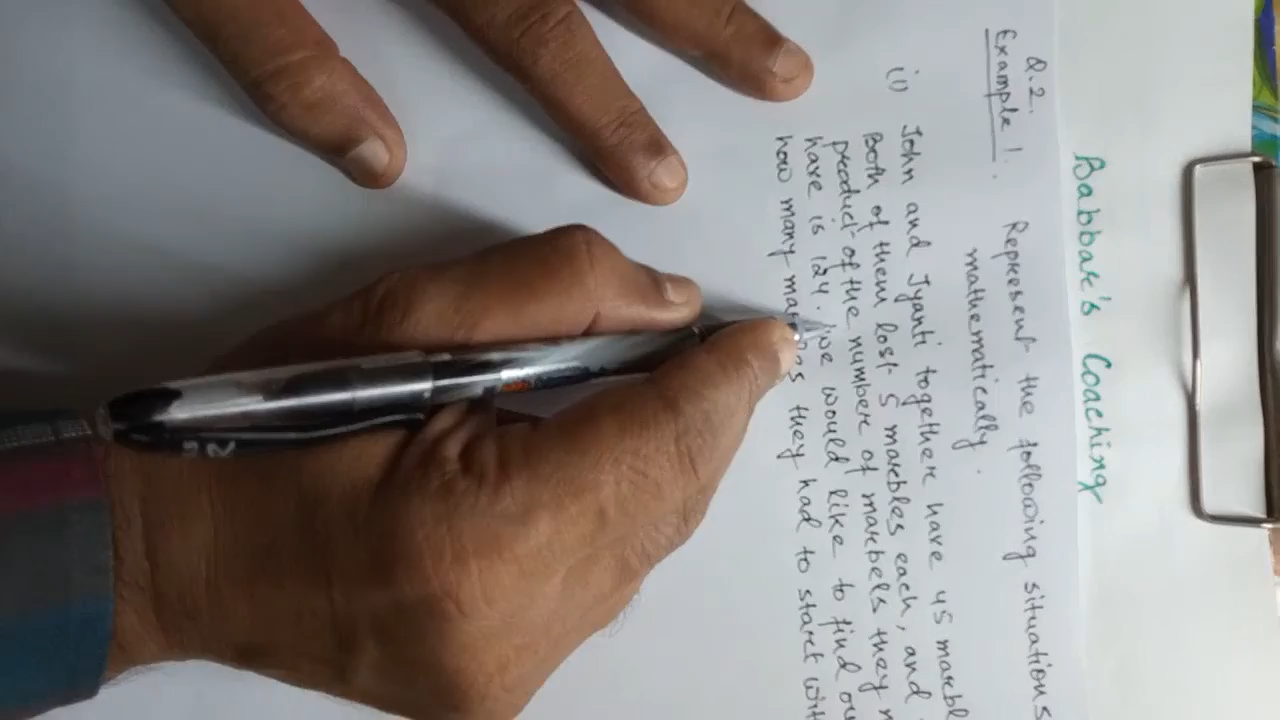 Babbar's Coaching
Q.2. Represent the following situations
Example 1. mathematically.
i) John and Jyanti together have 45 marbl
Both of them lost 5 marbles each, and
product of the numbers of marbels they n
have is 124. We would like to find ou
how many they had to start wit